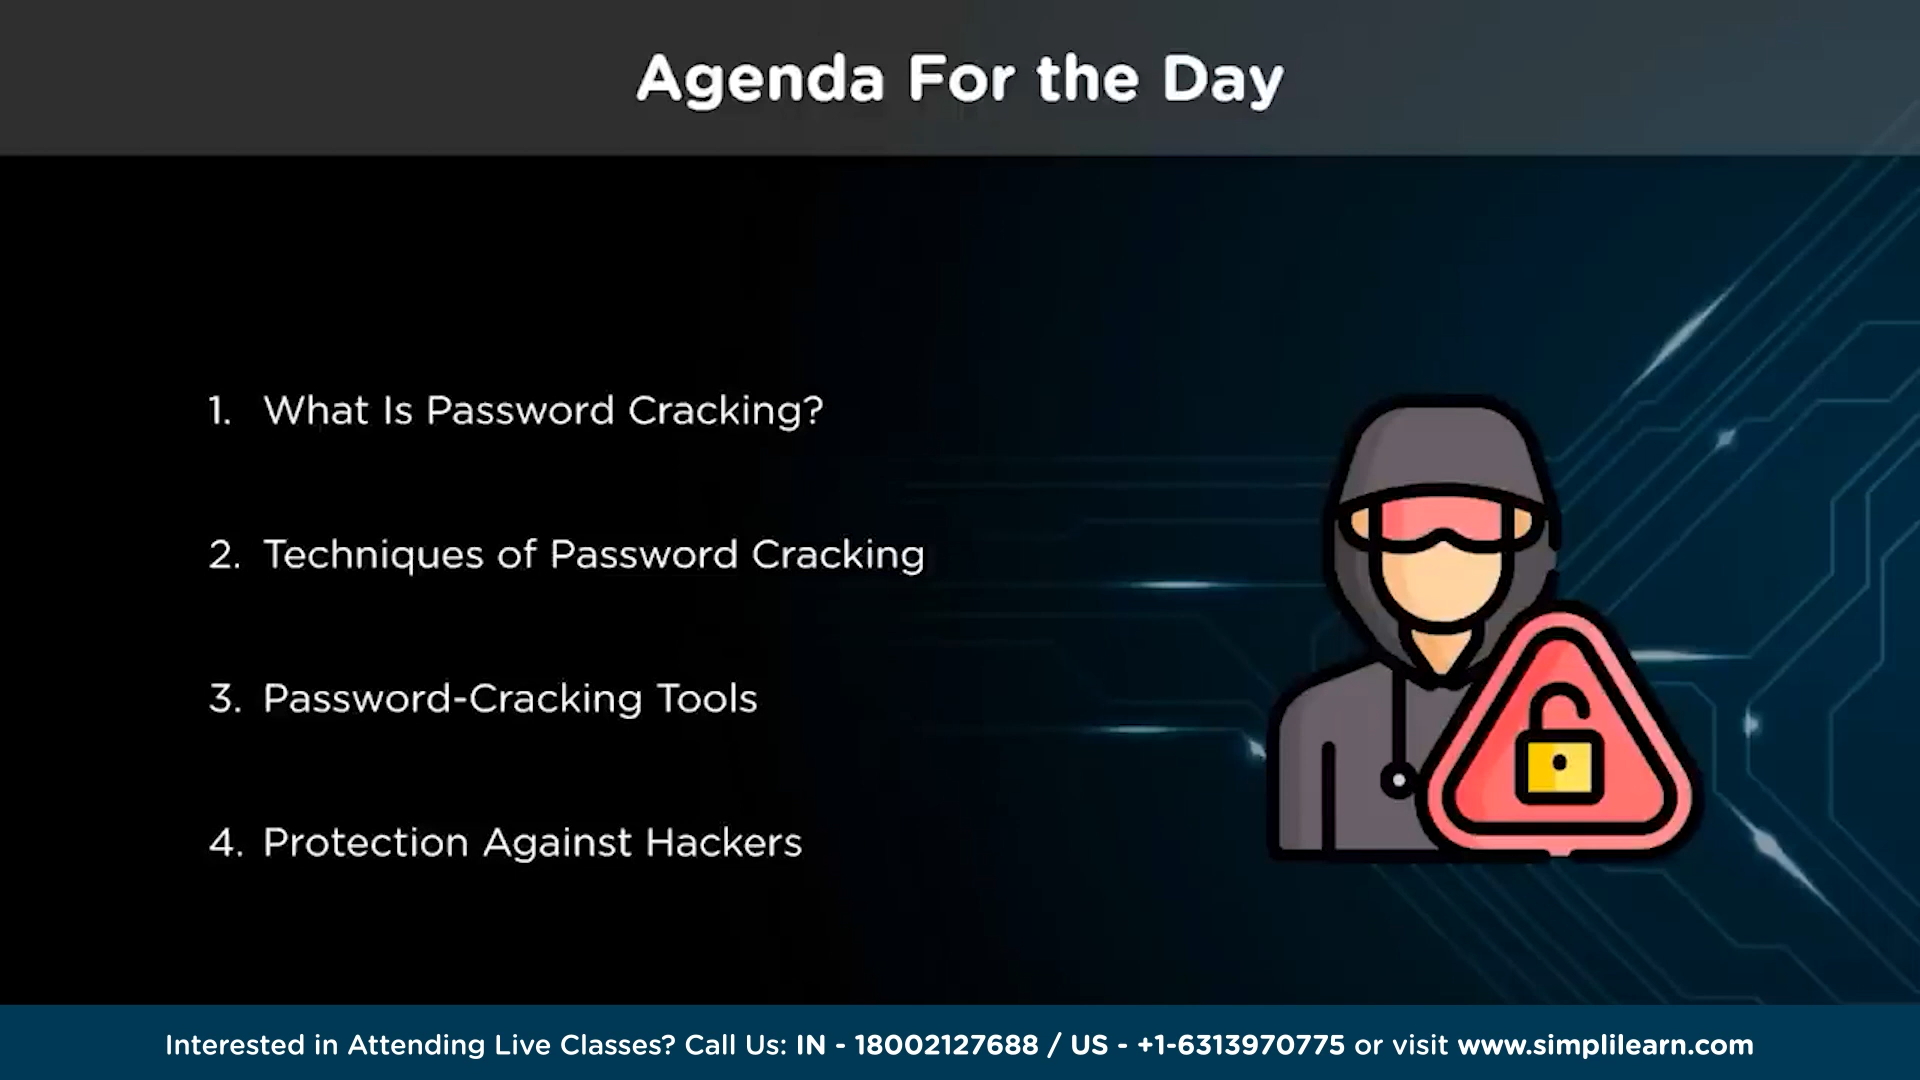 Agenda For the Day
1. What Is Password Cracking?
2. Techniques of Password Cracking
3. Password-Cracking Tools
4. Protection Against Hackers
Interested in Attending Live Classes? Call Us: IN - 18002127688 / US - +1-6313970775 or visit www.simplilearn.com